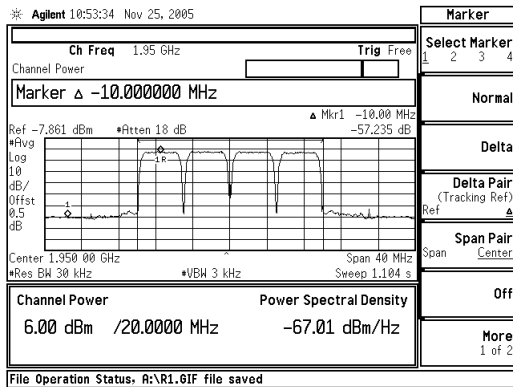 Agilent 10:53:34 Nov 25, 2005
Marker
Ch Freq 1.95 GHz Trig Free
Channel Power
Select Marker
1 2 3 4
Marker Δ -10.000000 MHz
Normal
Δ Mkr1 -10.00 MHz
Ref -7.861 dBm #Atten 18 dB -57.235 dB
#Avg
Log
10
dB/
Offst
0.5
dB
1R
1
Delta
Delta Pair
(Tracking Ref)
Ref Δ
Span Pair
Span Center
Center 1.950 00 GHz Span 40 MHz
#Res BW 30 kHz #VBW 3 kHz Sweep 1.104 s
Off
Channel Power Power Spectral Density
6.00 dBm /20.0000 MHz -67.01 dBm/Hz
More
1 of 2
File Operation Status, A:\R1.GIF file saved